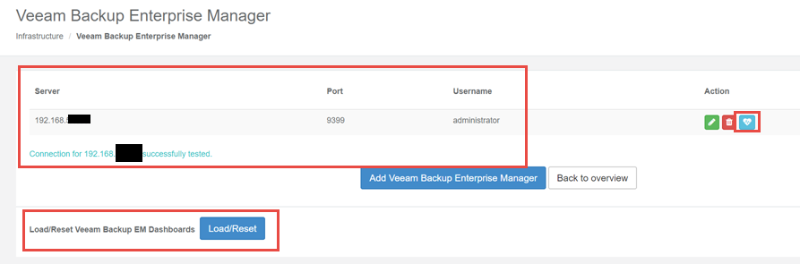 Veeam Backup Enterprise Manager
Infrastructure / Veeam Backup Enterprise Manager
Server Port Username Action
192.168. 9399 administrator
Connection for 192.168. successfully tested.
Add Veeam Backup Enterprise Manager Back to overview
Load/Reset Veeam Backup EM Dashboards Load/Reset